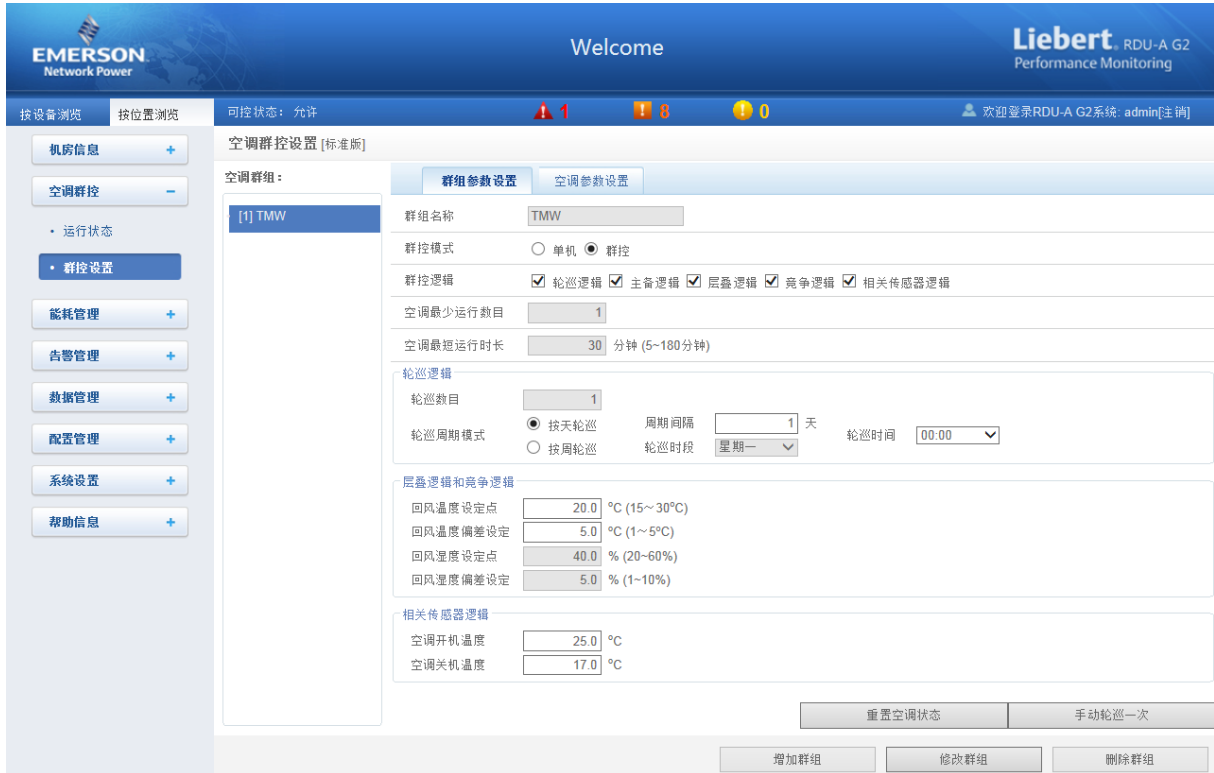 EMERSON
Network Power
Welcome
Liebert. RDU-A G2
Performance Monitoring
按设备浏览 按位置浏览 可控状态：允许 1 8 0 欢迎登录RDU-A G2系统: admin[注销]
机房信息 +
空调群控 −
• 运行状态
• 群控设置
能耗管理 +
告警管理 +
数据管理 +
配置管理 +
系统设置 +
帮助信息 +
空调群控设置 [标准版]
空调群组：
[1] TMW
群组参数设置 空调参数设置
群组名称 TMW
群控模式 单机 群控
群控逻辑 轮巡逻辑 主备逻辑 层叠逻辑 竞争逻辑 相关传感器逻辑
空调最少运行数目 1
空调最短运行时长 30 分钟 (5~180分钟)
轮巡逻辑
轮巡数目 1
轮巡周期模式 按天轮巡 周期间隔 1 天 轮巡时间 00:00
按周轮巡 轮巡时段 星期一
层叠逻辑和竞争逻辑
回风温度设定点 20.0 ºC (15～30ºC)
回风温度偏差设定 5.0 ºC (1～5ºC)
回风湿度设定点 40.0 % (20~60%)
回风湿度偏差设定 5.0 % (1~10%)
相关传感器逻辑
空调开机温度 25.0 ºC
空调关机温度 17.0 ºC
重置空调状态 手动轮巡一次
增加群组 修改群组 删除群组